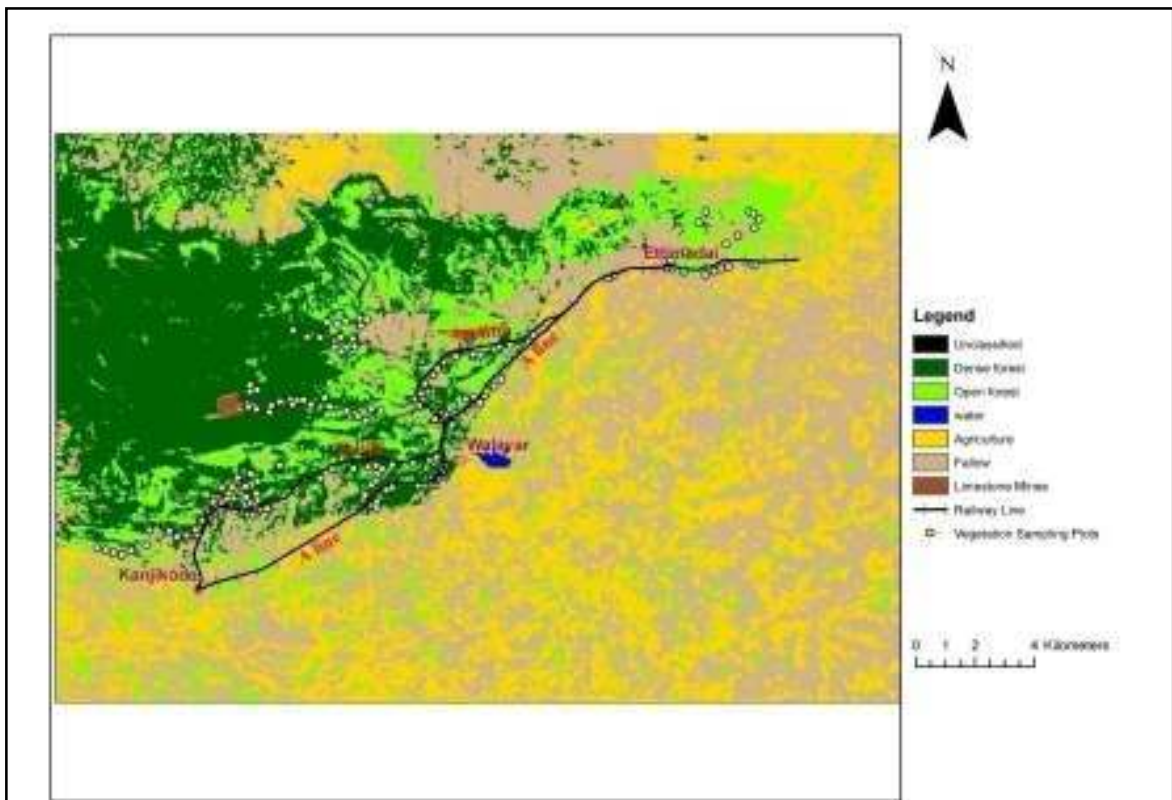 N
Ettimadai
A line
Walayar
A line
Kanjikode
Legend
Unclassified
Dense forest
Open forest
water
Agriculture
Fallow
Limestone Mines
Railway Line
Vegetation Sampling Plots
0 1 2 4 Kilometers